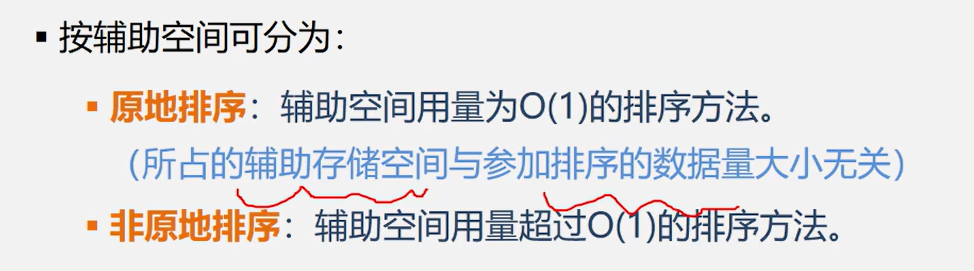 ▪ 按辅助空间可分为：
▪ 原地排序：辅助空间用量为O(1)的排序方法。
（所占的辅助存储空间与参加排序的数据量大小无关）
▪ 非原地排序：辅助空间用量超过O(1)的排序方法。